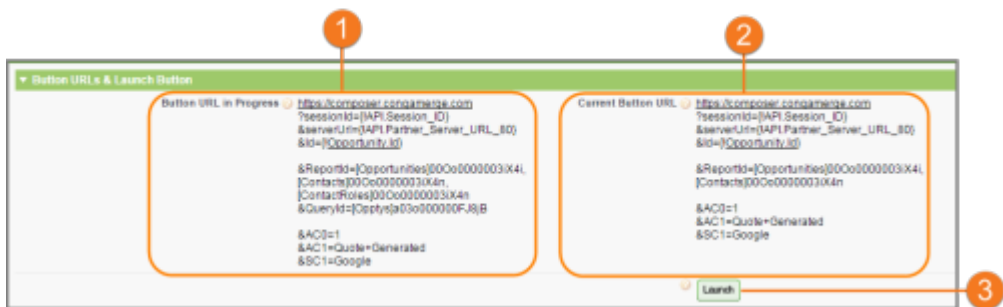 1
2
▼ Button URLs & Launch Button
Button URL in Progress
https://composer.congamerge.com
?sessionId={!API.Session_ID}
&serverUrl={!API.Partner_Server_URL_80}
&Id={!Opportunity.Id}
&ReportId=[Opportunities]00Oo0000003iX4i,
[Contacts]00Oo0000003iX4n,
[ContactRoles]00Oo0000003iX4n
&QueryId=[Opptys]a03o000000FJ8jB
&AC0=1
&AC1=Quote+Generated
&SC1=Google
Current Button URL
https://composer.congamerge.com
?sessionId={!API.Session_ID}
&serverUrl={!API.Partner_Server_URL_80}
&Id={!Opportunity.Id}
&ReportId=[Opportunities]00Oo0000003iX4i,
[Contacts]00Oo0000003iX4n
&AC0=1
&AC1=Quote+Generated
&SC1=Google
Launch
3